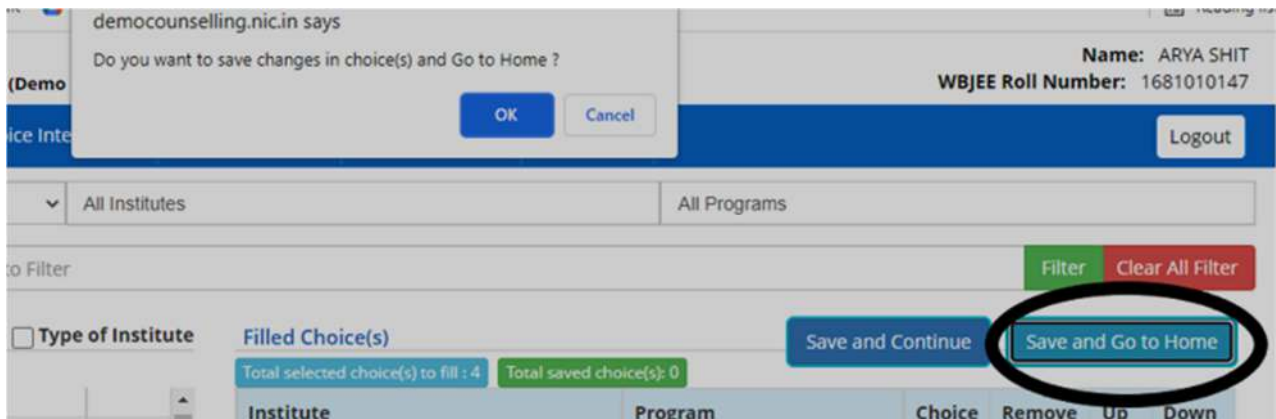 democounselling.nic.in says
Do you want to save changes in choice(s) and Go to Home ?
OK Cancel
Name: ARYA SHIT
(Demo WBJEE Roll Number: 1681010147
Logout
All Institutes All Programs
to Filter Filter Clear All Filter
Type of Institute Filled Choice(s) Save and Continue Save and Go to Home
Total selected choice(s) to fill : 4 Total saved choice(s): 0
Institute Program Choice Remove Up Down